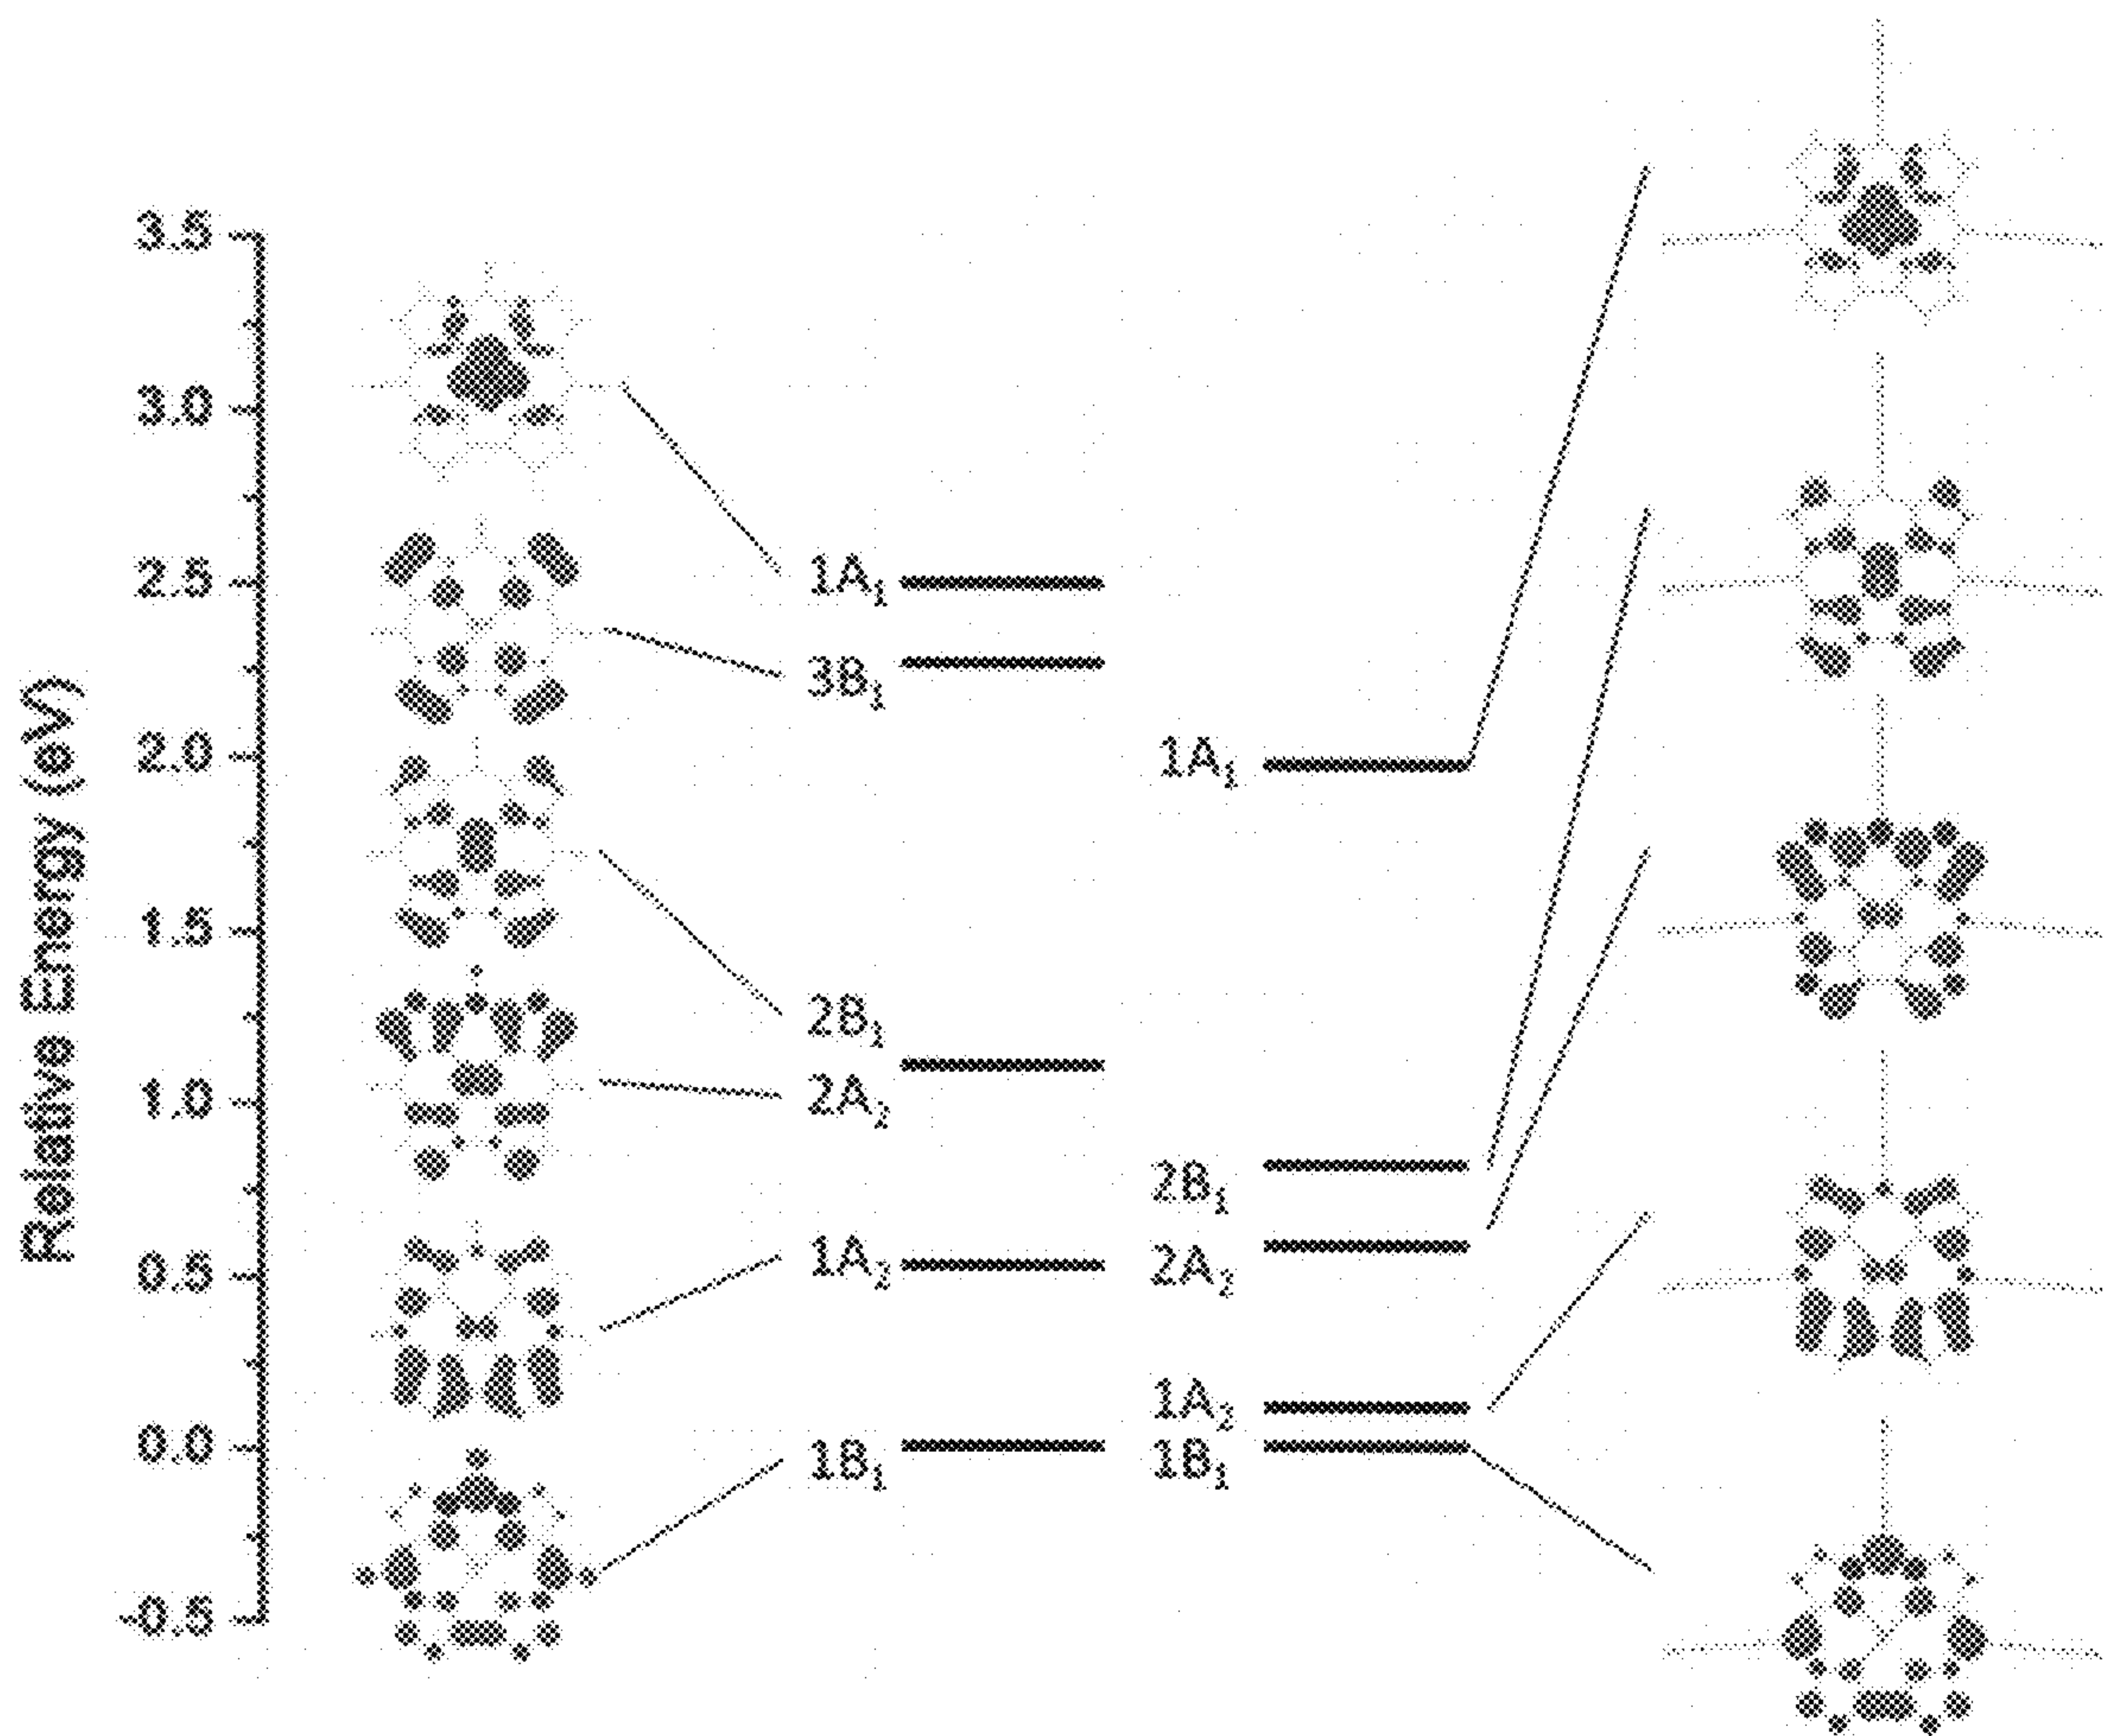 Relative Energy (eV)
3.5
3.0
2.5
2.0
1.5
1.0
0.5
0.0
-0.5
1A₁
3B₁
2B₁
2A₂
1A₂
1B₁
1A₁
2B₁
2A₂
1A₂
1B₁